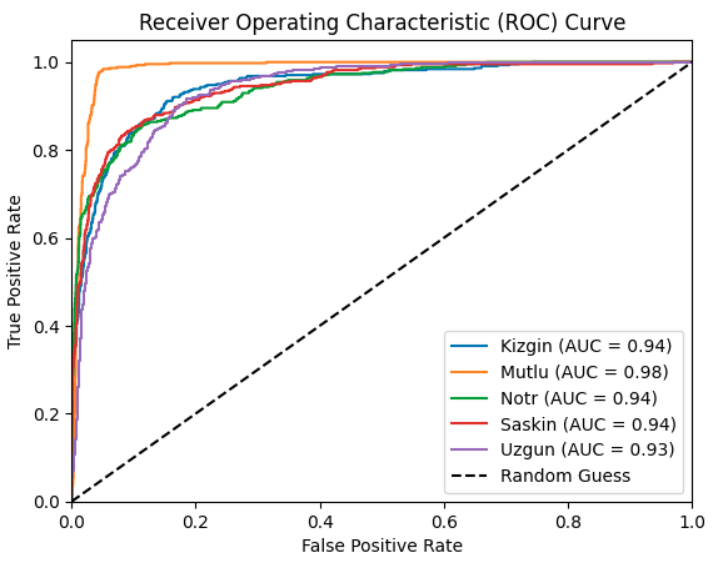 Receiver Operating Characteristic (ROC) Curve
1.0
0.8
0.6
0.4
0.2
0.0
True Positive Rate
Kizgin (AUC = 0.94)
Mutlu (AUC = 0.98)
Notr (AUC = 0.94)
Saskin (AUC = 0.94)
Uzgun (AUC = 0.93)
Random Guess
0.0 0.2 0.4 0.6 0.8 1.0
False Positive Rate